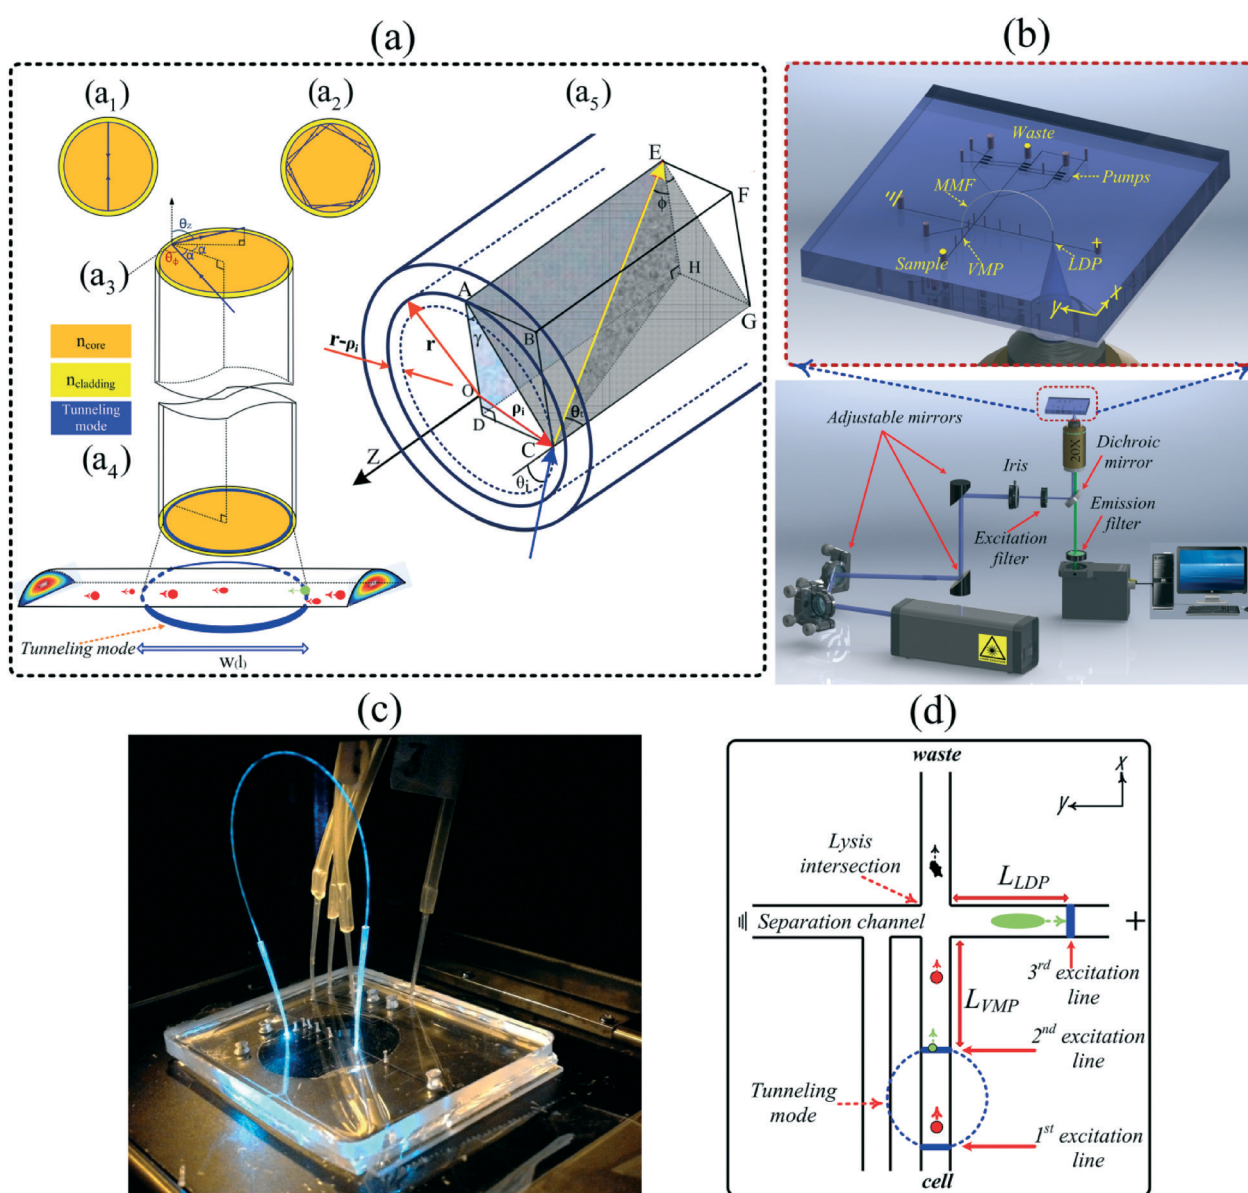 (a)
(b)
(a1)
(a2)
(a5)
θz
α
α
θϕ
(a3)
ncore
ncladding
Tunneling
mode
(a4)
Tunneling mode
w(l)
E
F
ϕ
H
G
A
B
γ
r
r-ρi
O
D
ρi
C
θt
Z
θi
Waste
Pumps
MMF
Sample
VMP
LDP
+
x
y
Adjustable mirrors
20X
Dichroic
mirror
Iris
Excitation
filter
Emission
filter
(c)
(d)
waste
x
y
Lysis
intersection
LLDP
Separation channel
+
3rd excitation
line
LVMP
2nd excitation
line
Tunneling
mode
1st excitation
line
cell